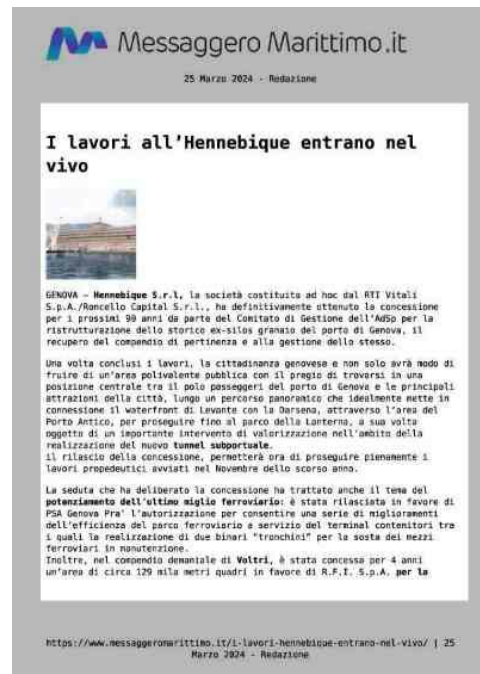 Messaggero Marittimo.it
25 Marzo 2024 - Redazione
I lavori all'Hennebique entrano nel
vivo
GENOVA – Hennebique S.r.l, la società costituita ad hoc dal RTI Vitali
S.p.A./Roncello Capital S.r.l., ha definitivamente ottenuto la concessione
per i prossimi 90 anni da parte del Comitato di Gestione dell'AdSp per la
ristrutturazione dello storico ex-silos granaio del porto di Genova, il
recupero del compendio di pertinenza e alla gestione dello stesso.
Una volta conclusi i lavori, la cittadinanza genovese e non solo avrà modo di
fruire di un'area polivalente pubblica con il pregio di trovarsi in una
posizione centrale tra il polo passeggeri del porto di Genova e le principali
attrazioni della città, lungo un percorso panoramico che idealmente mette in
connessione il waterfront di Levante con la Darsena, attraverso l'area del
Porto Antico, per proseguire fino al parco della Lanterna, a sua volta
oggetto di un importante intervento di valorizzazione nell'ambito della
realizzazione del nuovo tunnel subportuale.
il rilascio della concessione, permetterà ora di proseguire pienamente i
lavori propedeutici avviati nel Novembre dello scorso anno.
La seduta che ha deliberato la concessione ha trattato anche il tema del
potenziamento dell'ultimo miglio ferroviario: è stata rilasciata in favore di
PSA Genova Pra' l'autorizzazione per consentire una serie di miglioramenti
dell'efficienza del parco ferroviario a servizio del terminal contenitori tra
i quali la realizzazione di due binari "tronchini" per la sosta dei mezzi
ferroviari in manutenzione.
Inoltre, nel compendio demaniale di Voltri, è stata concessa per 4 anni
un'area di circa 129 mila metri quadri in favore di R.F.I. S.p.A. per la
https://www.messaggeromarittimo.it/i-lavori-hennebique-entrano-nel-vivo/ | 25
Marzo 2024 - Redazione